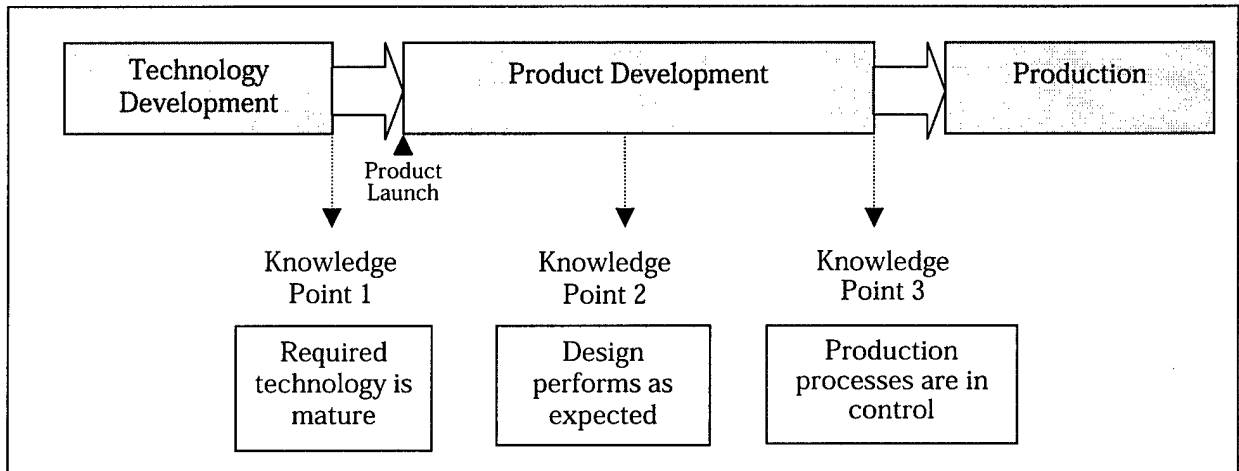 Technology
Development
Product Development
Production
Product
Launch
Knowledge
Point 1
Knowledge
Point 2
Knowledge
Point 3
Required
technology is
mature
Design
performs as
expected
Production
processes are in
control